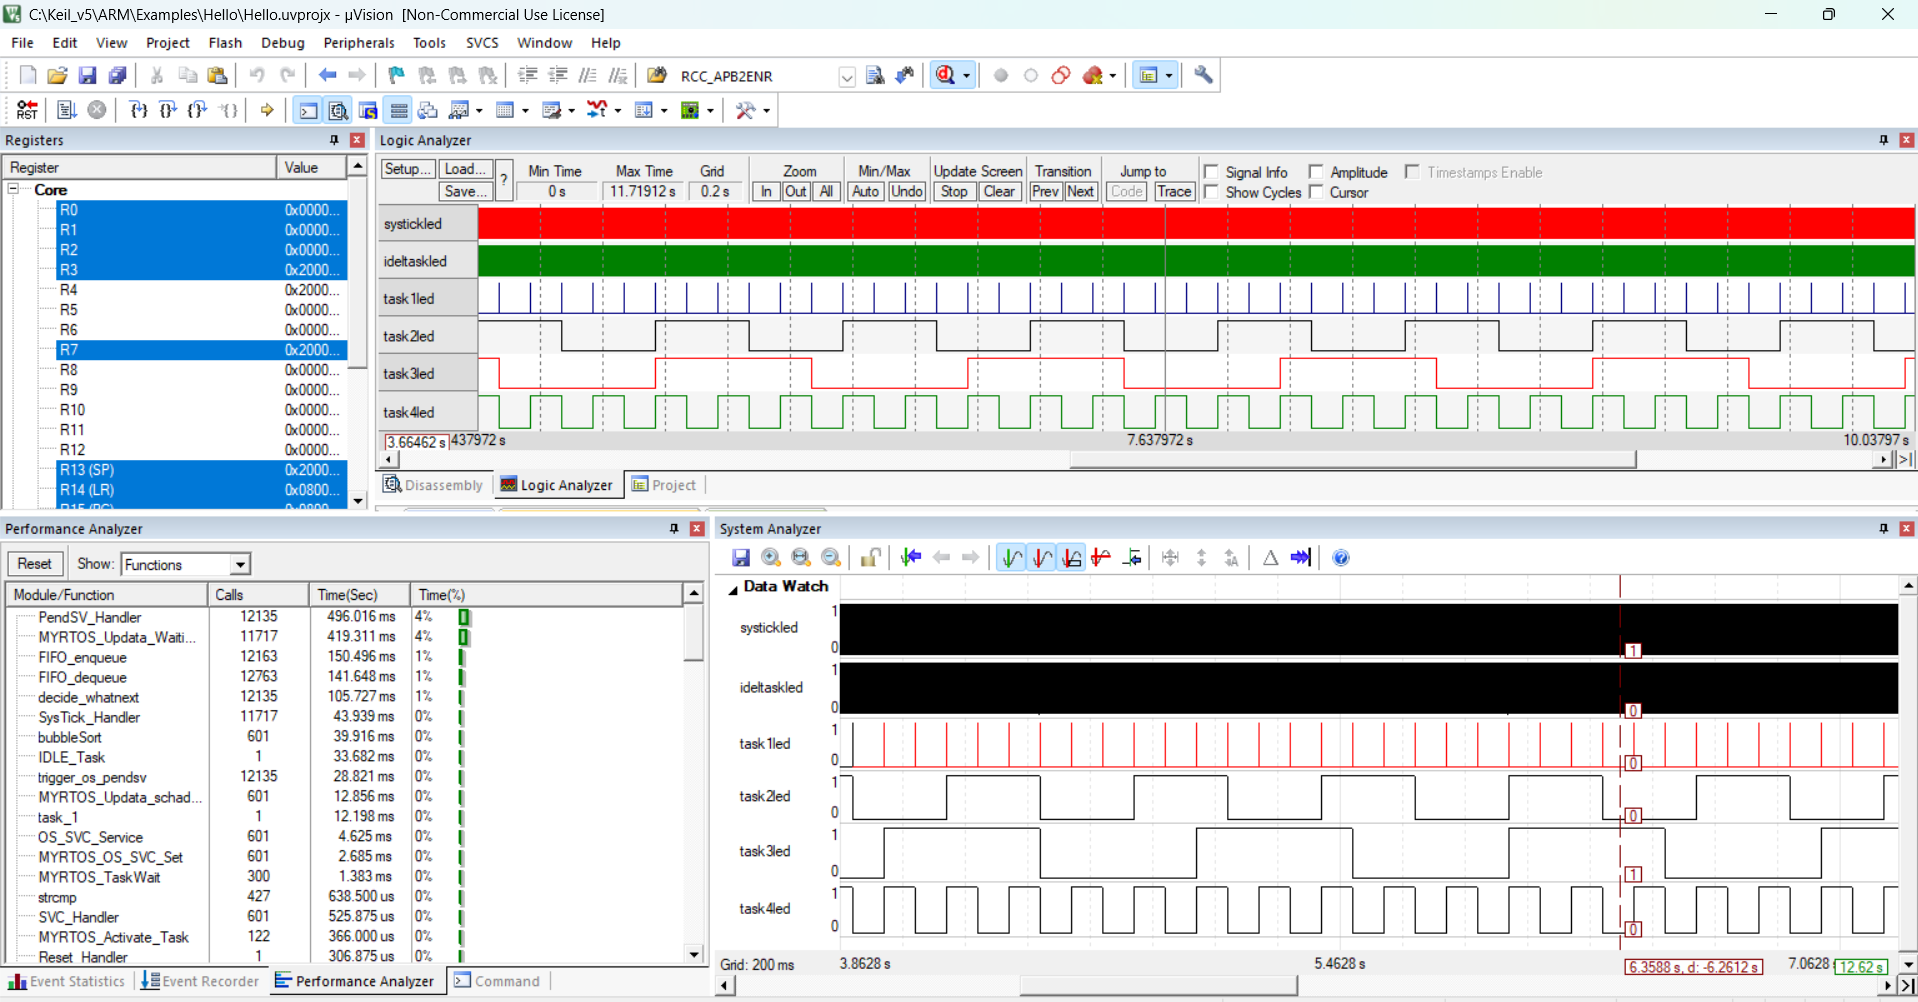 C:\Keil_v5\ARM\Examples\Hello\Hello.uvprojx - µVision [Non-Commercial Use License]
File Edit View Project Flash Debug Peripherals Tools SVCS Window Help
RCC_APB2ENR
RST
Registers
Register Value
Core
R0 0x0000...
R1 0x0000...
R2 0x0000...
R3 0x2000...
R4 0x2000...
R5 0x0000...
R6 0x0000...
R7 0x2000...
R8 0x0000...
R9 0x0000...
R10 0x0000...
R11 0x0000...
R12 0x0000...
R13 (SP) 0x2000...
R14 (LR) 0x0800...
R15 (PC) 0x0800...
Logic Analyzer
Setup... Load... Min Time Max Time Grid Zoom Min/Max Update Screen Transition Jump to Signal Info Amplitude Timestamps Enable
Save... ? 0 s 11.71912 s 0.2 s In Out All Auto Undo Stop Clear Prev Next Code Trace Show Cycles Cursor
systickled
ideltaskled
task1led
task2led
task3led
task4led
3.66462 s 437972 s 7.637972 s 10.03797 s
Disassembly Logic Analyzer Project
Performance Analyzer
Reset Show: Functions
Module/Function Calls Time(Sec) Time(%)
PendSV_Handler 12135 496.016 ms 4%
MYRTOS_Updata_Waiti... 11717 419.311 ms 4%
FIFO_enqueue 12163 150.496 ms 1%
FIFO_dequeue 12763 141.648 ms 1%
decide_whatnext 12135 105.727 ms 1%
SysTick_Handler 11717 43.939 ms 0%
bubbleSort 601 39.916 ms 0%
IDLE_Task 1 33.682 ms 0%
trigger_os_pendsv 12135 28.821 ms 0%
MYRTOS_Updata_schad... 601 12.856 ms 0%
task_1 1 12.198 ms 0%
OS_SVC_Service 601 4.625 ms 0%
MYRTOS_OS_SVC_Set 601 2.685 ms 0%
MYRTOS_TaskWait 300 1.383 ms 0%
strcmp 427 638.500 us 0%
SVC_Handler 601 525.875 us 0%
MYRTOS_Activate_Task 122 366.000 us 0%
Reset_Handler 1 306.875 us 0%
Event Statistics Event Recorder Performance Analyzer Command
System Analyzer
Data Watch
1
systickled
0 1
1
ideltaskled
0 0
1
task1led
0 0
1
task2led
0 0
1
task3led
0 1
1
task4led
0 0
Grid: 200 ms 3.8628 s 5.4628 s 6.3588 s, d: -6.2612 s 7.0628 12.62 s